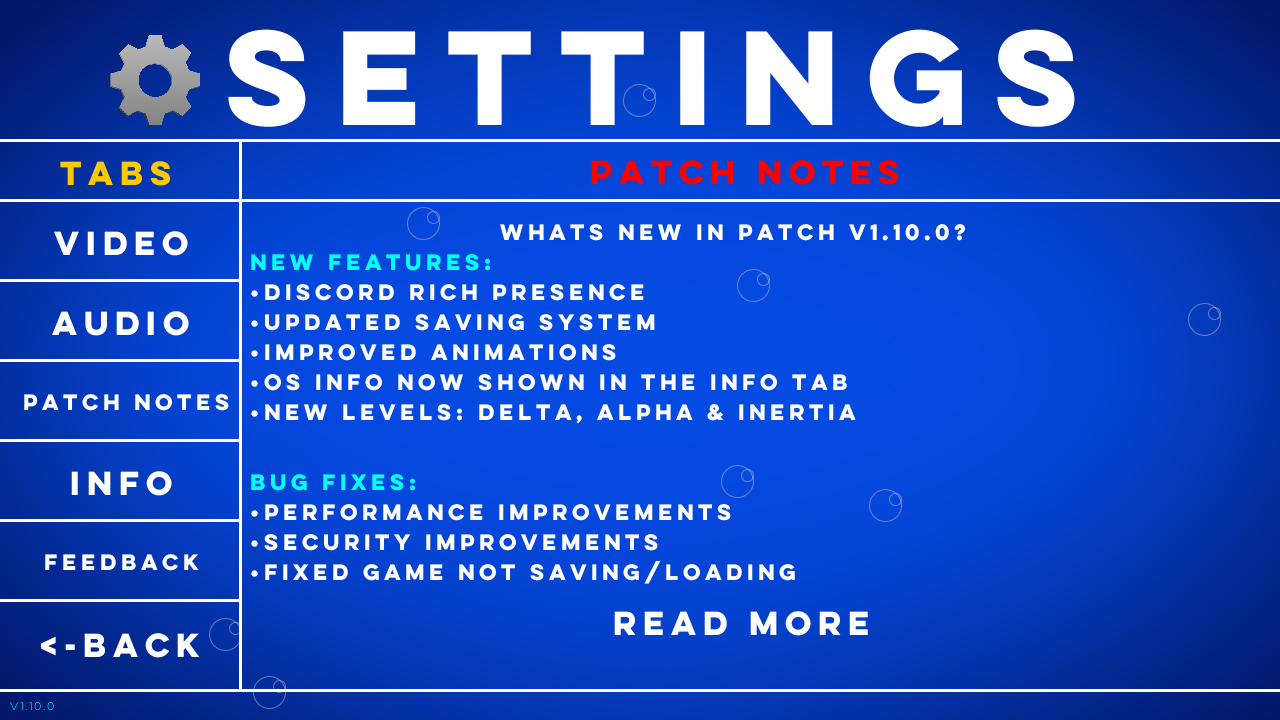 SETTINGS
TABS
PATCH NOTES
VIDEO
AUDIO
PATCH NOTES
INFO
FEEDBACK
<-BACK
WHATS NEW IN PATCH V1.10.0?
NEW FEATURES:
•DISCORD RICH PRESENCE
•UPDATED SAVING SYSTEM
•IMPROVED ANIMATIONS
•OS INFO NOW SHOWN IN THE INFO TAB
•NEW LEVELS: DELTA, ALPHA & INERTIA
BUG FIXES:
•PERFORMANCE IMPROVEMENTS
•SECURITY IMPROVEMENTS
•FIXED GAME NOT SAVING/LOADING
READ MORE
V1.10.0